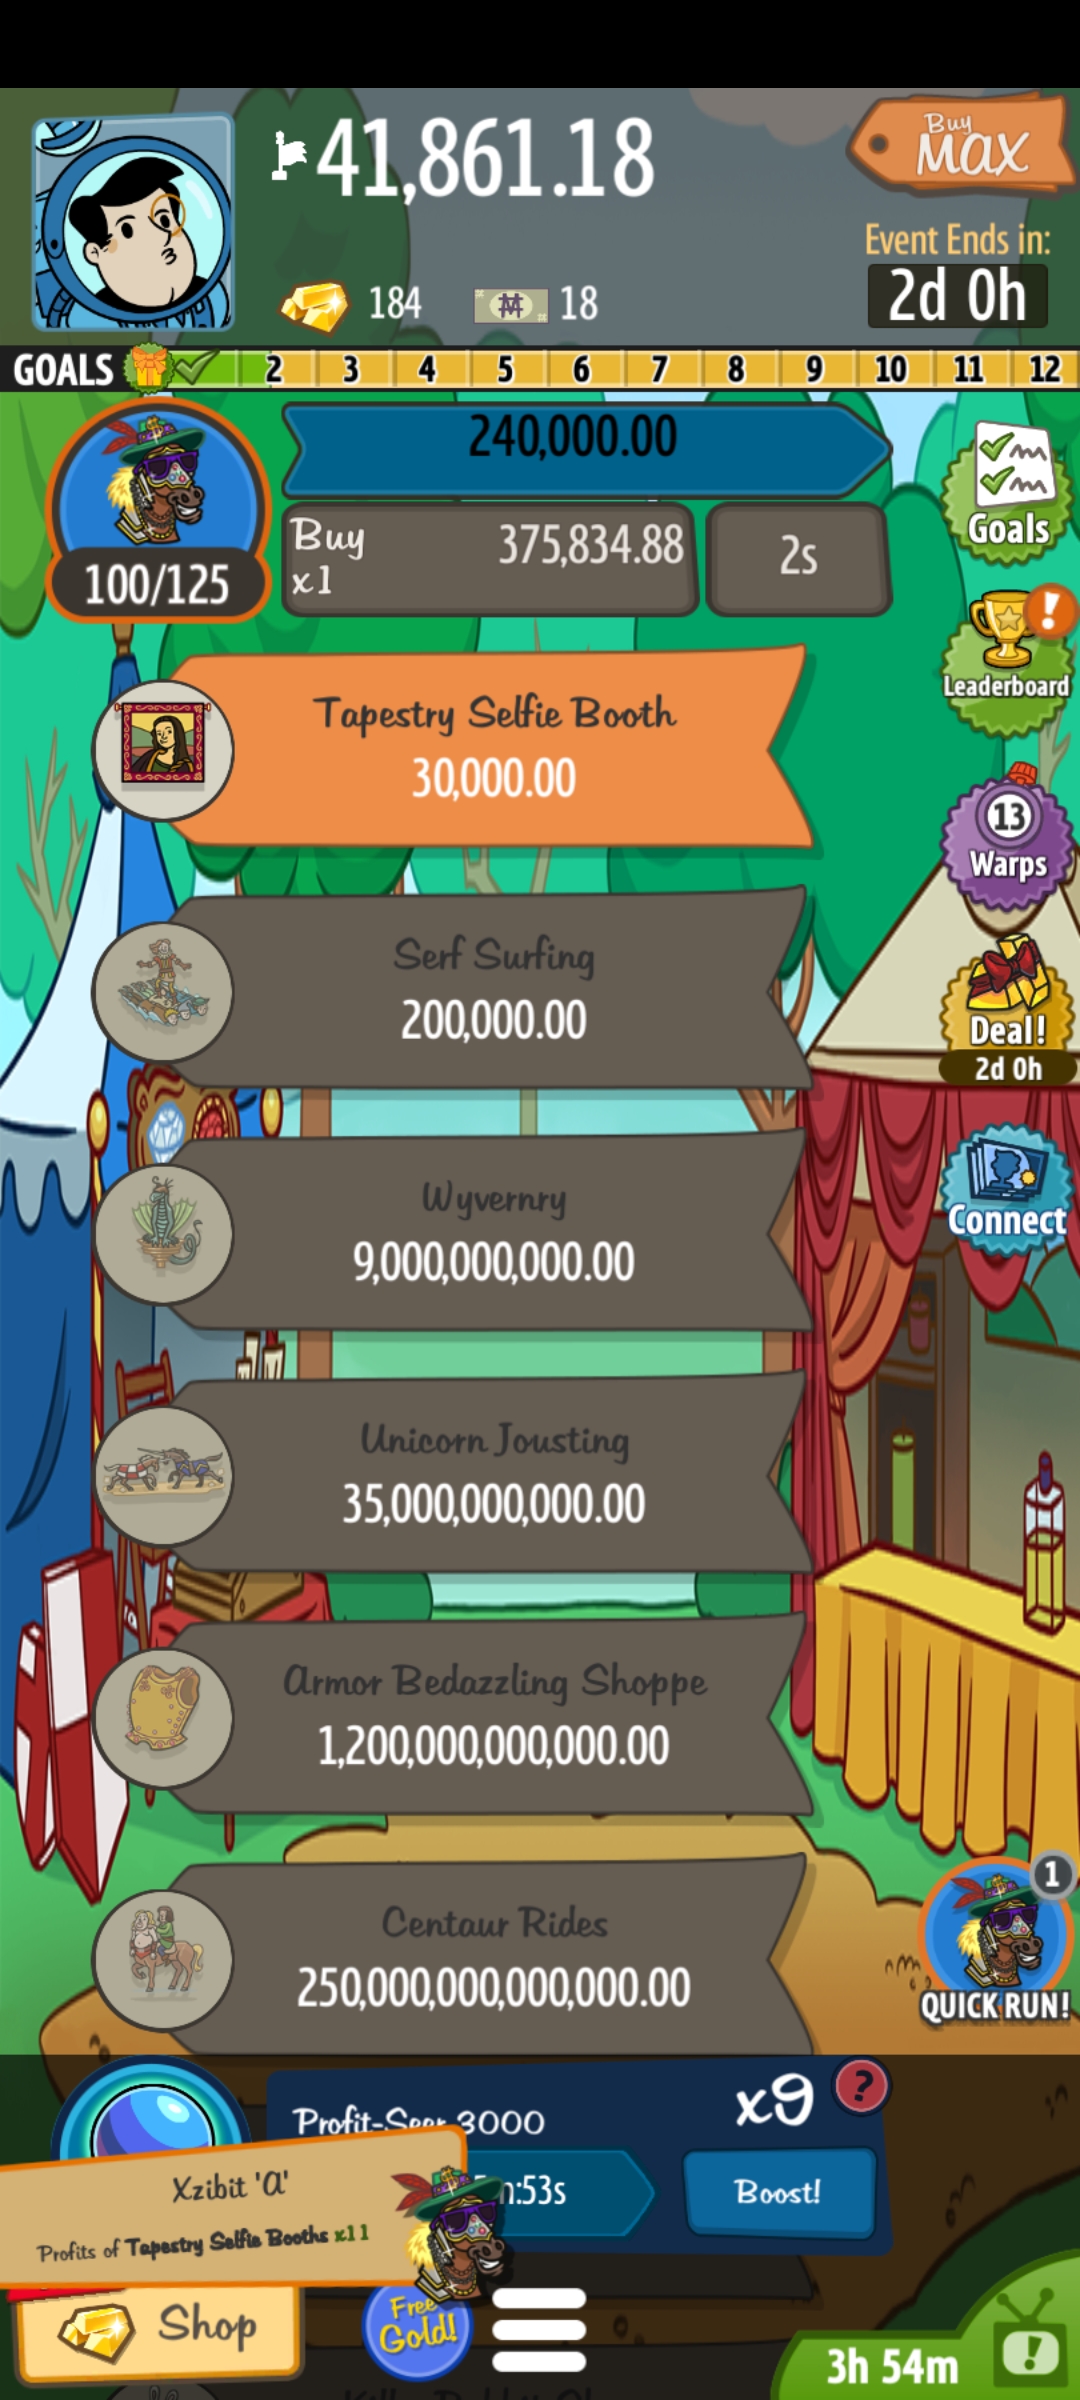 41,861.18
Buy
MAX
Event Ends in:
2d 0h
184
18
GOALS 2 3 4 5 6 7 8 9 10 11 12
240,000.00
Buy
x1
375,834.88
2s
100/125
Goals
!
Leaderboard
Tapestry Selfie Booth
30,000.00
13
Warps
Serf Surfing
200,000.00
Deal!
2d 0h
Wyvernry
9,000,000,000.00
Connect
Unicorn Jousting
35,000,000,000.00
Armor Bedazzling Shoppe
1,200,000,000,000.00
1
Centaur Rides
250,000,000,000,000.00
QUICK RUN!
Profit-Seer 3000
x9
?
:53s
Boost!
Xzibit 'A'
Profits of Tapestry Selfie Booths x11
Shop
Free
Gold!
3h 54m
!